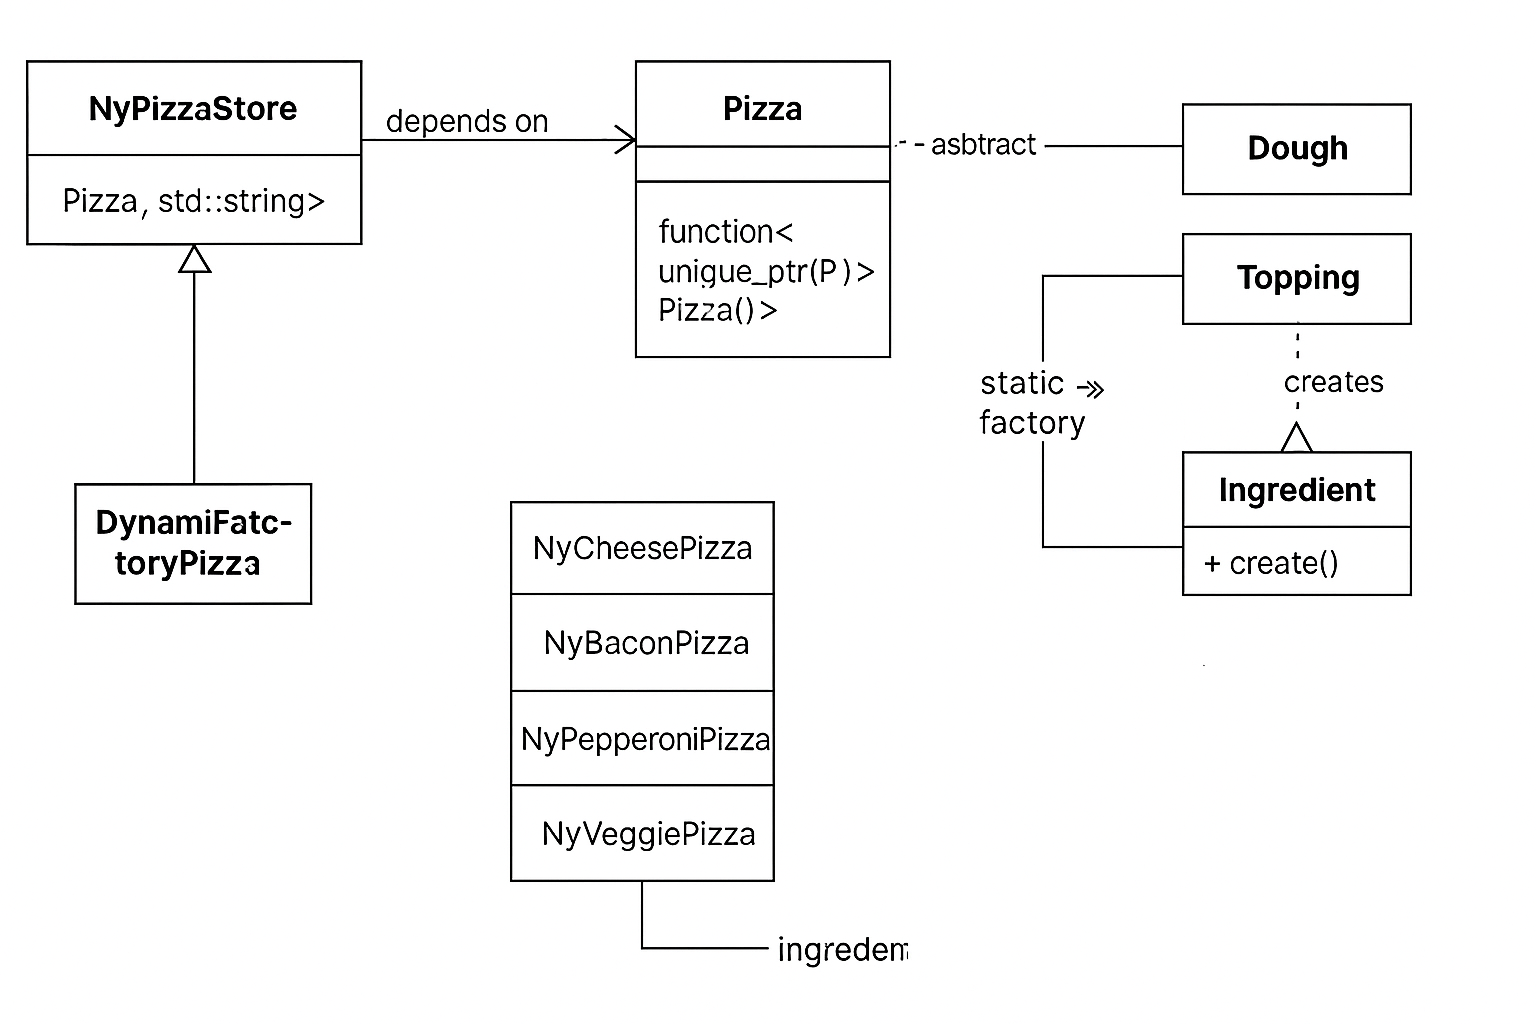 NyPizzaStore
Pizza, std::string>
depends on
Pizza
function<
unigue_ptr(P)>
Pizza()>
- - asbtract
Dough
Topping
static ->>
factory
creates
Ingredient
+ create()
DynamiFatc-
toryPizza
NyCheesePizza
NyBaconPizza
NyPepperoniPizza
NyVeggiePizza